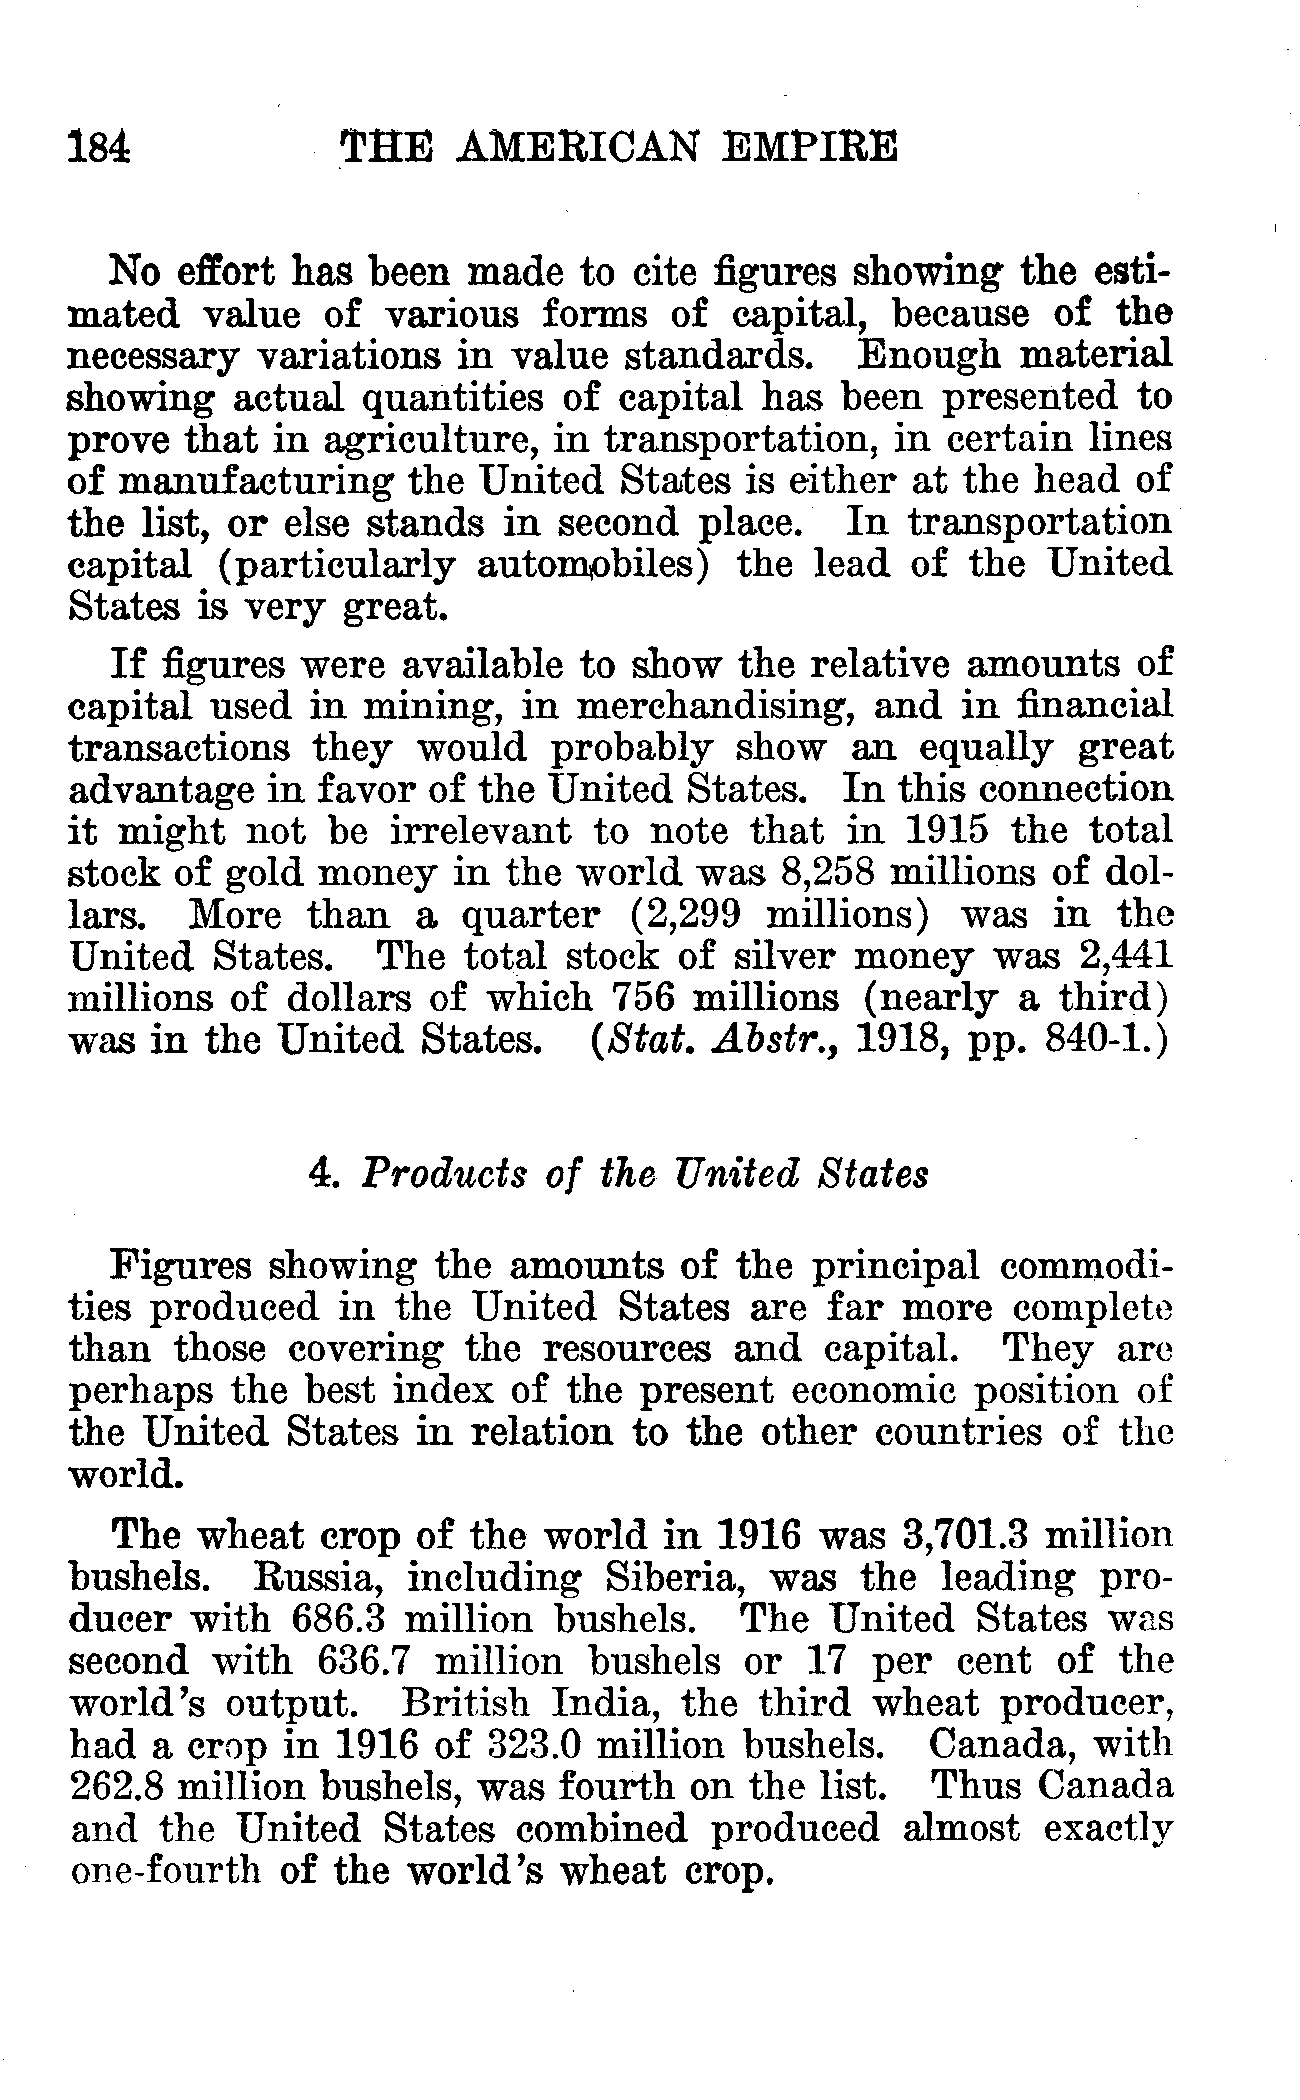 184 THE AMERICAN EMPIRE
No effort has been made to cite figures showing the esti-
mated value of various forms of capital, because of the
necessary variations in value standards. Enough material
showing actual quantities of capital has been presented to
prove that in agriculture, in transportation, in certain lines
of manufacturing the United States is either at the head of
the list, or else stands in second place. In transportation
capital (particularly automobiles) the lead of the United
States is very great.
If figures were available to show the relative amounts of
capital used in mining, in merchandising, and in financial
transactions they would probably show an equally great
advantage in favor of the United States. In this connection
it might not be irrelevant to note that in 1915 the total
stock of gold money in the world was 8,258 millions of dol-
lars. More than a quarter (2,299 millions) was in the
United States. The total stock of silver money was 2,441
millions of dollars of which 756 millions (nearly a third)
was in the United States. (Stat. Abstr., 1918, pp. 840-1.)
4. Products of the United States
Figures showing the amounts of the principal commodi-
ties produced in the United States are far more complete
than those covering the resources and capital. They are
perhaps the best index of the present economic position of
the United States in relation to the other countries of the
world.
The wheat crop of the world in 1916 was 3,701.3 million
bushels. Russia, including Siberia, was the leading pro-
ducer with 686.3 million bushels. The United States was
second with 636.7 million bushels or 17 per cent of the
world's output. British India, the third wheat producer,
had a crop in 1916 of 323.0 million bushels. Canada, with
262.8 million bushels, was fourth on the list. Thus Canada
and the United States combined produced almost exactly
one-fourth of the world's wheat crop.